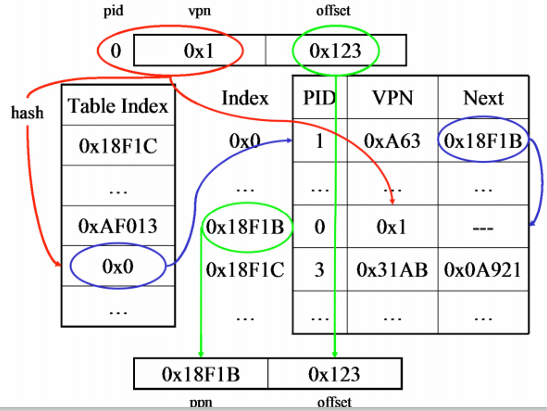 pid vpn offset
0 0x1 0x123
hash
Table Index Index PID VPN Next
0x18F1C 0x0 1 0xA63 0x18F1B
... ... ... ... ...
0xAF013 0x18F1B 0 0x1 ---
0x0 0x18F1C 3 0x31AB 0x0A921
... ... ... ... ...
0x18F1B 0x123
ppn offset